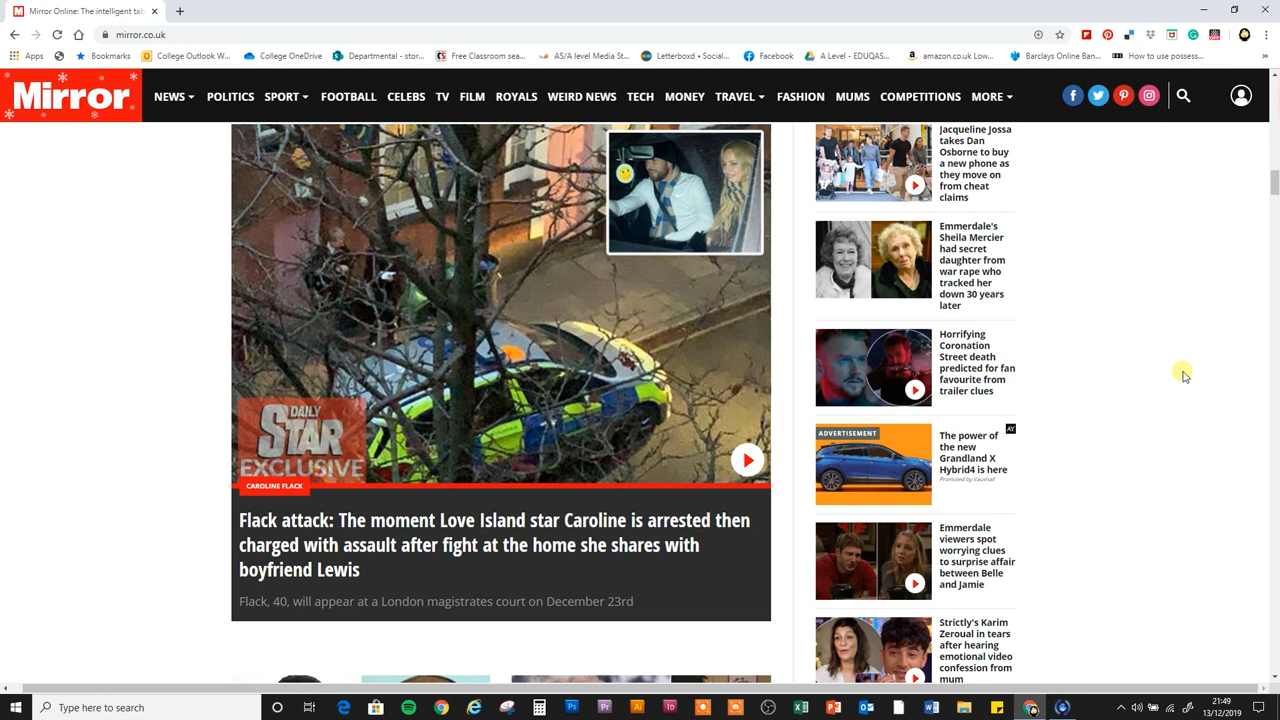 Mirror Online: The intelligent tab
mirror.co.uk
Apps
Bookmarks
College Outlook W...
College OneDrive
Departmental - stor...
Free Classroom sea...
AS/A level Media St...
Letterboxd • Social...
Facebook
A Level - EDUQAS...
amazon.co.uk Low...
Barclays Online Ban...
How to use possess...
Mirror
NEWS
POLITICS
SPORT
FOOTBALL
CELEBS
TV
FILM
ROYALS
WEIRD NEWS
TECH
MONEY
TRAVEL
FASHION
MUMS
COMPETITIONS
MORE
DAILY
STAR
EXCLUSIVE
CAROLINE FLACK
Flack attack: The moment Love Island star Caroline is arrested then
charged with assault after fight at the home she shares with
boyfriend Lewis
Flack, 40, will appear at a London magistrates court on December 23rd
Jacqueline Jossa
takes Dan
Osborne to buy
a new phone as
they move on
from cheat
claims
Emmerdale's
Sheila Mercier
had secret
daughter from
war rape who
tracked her
down 30 years
later
Horrifying
Coronation
Street death
predicted for fan
favourite from
trailer clues
ADVERTISEMENT
The power of
the new
Grandland X
Hybrid4 is here
Promoted by Vauxhall
Emmerdale
viewers spot
worrying clues
to surprise affair
between Belle
and Jamie
Strictly's Karim
Zeroual in tears
after hearing
emotional video
confession from
mum
Type here to search
21:49
13/12/2019